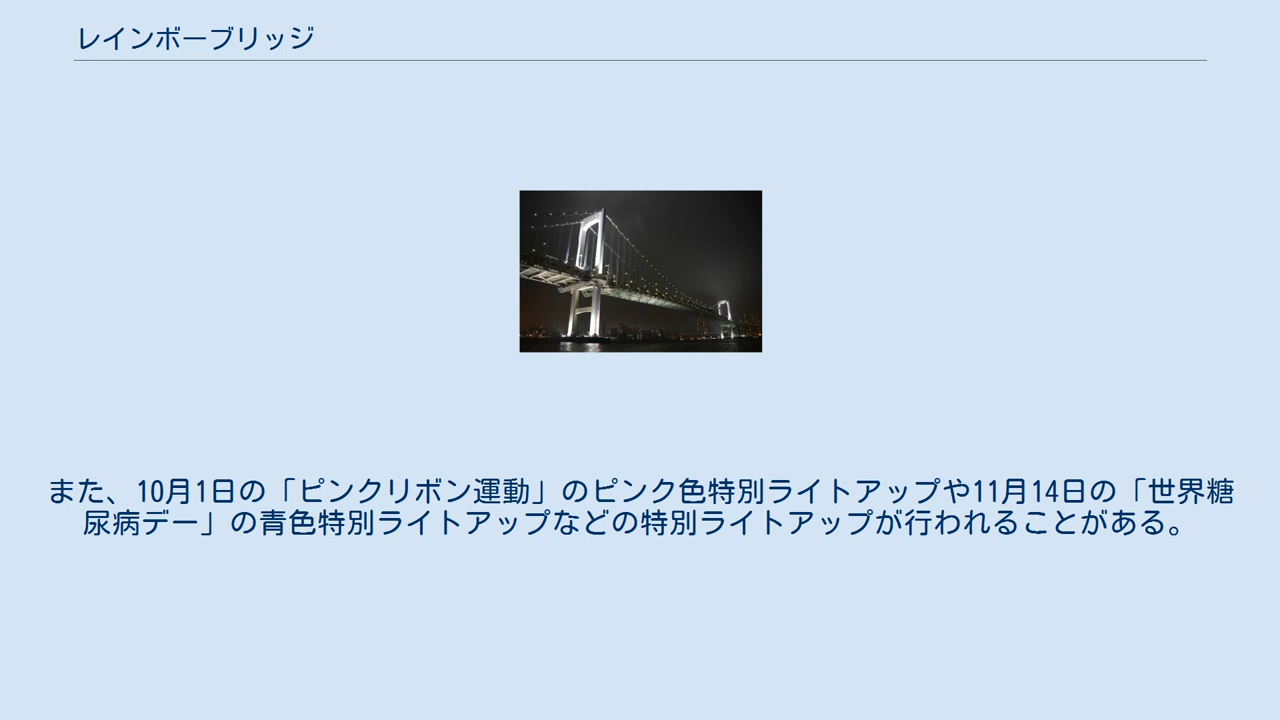 レインボーブリッジ
また、10月1日の「ピンクリボン運動」のピンク色特別ライトアップや11月14日の「世界糖
尿病デー」の青色特別ライトアップなどの特別ライトアップが行われることがある。